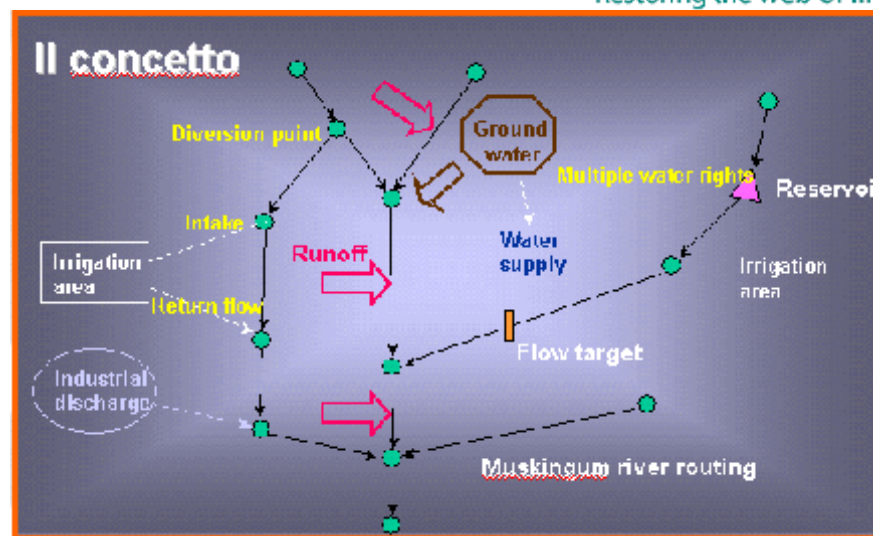 Il concetto
Diversion point
Ground
water
Multiple water rights
Reservoi
Intake
Water
supply
Runoff
Irrigation
area
Irrigation
area
Return flow
Flow target
Industrial
discharge
Muskingum river routing